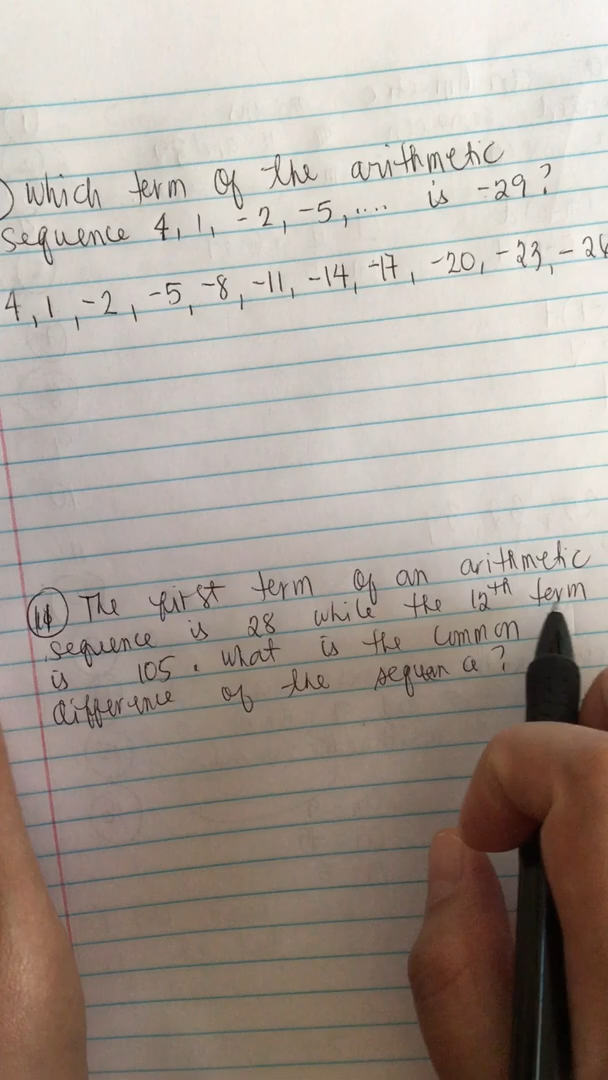 ) Which term of the arithmetic
sequence 4, 1, -2, -5, .... is -29?
4, 1, -2, -5, -8, -11, -14, -17, -20, -23, -26
14 The first term of an arithmetic
sequence is 28 while the 12th term
is 105. What is the common
difference of the sequence?